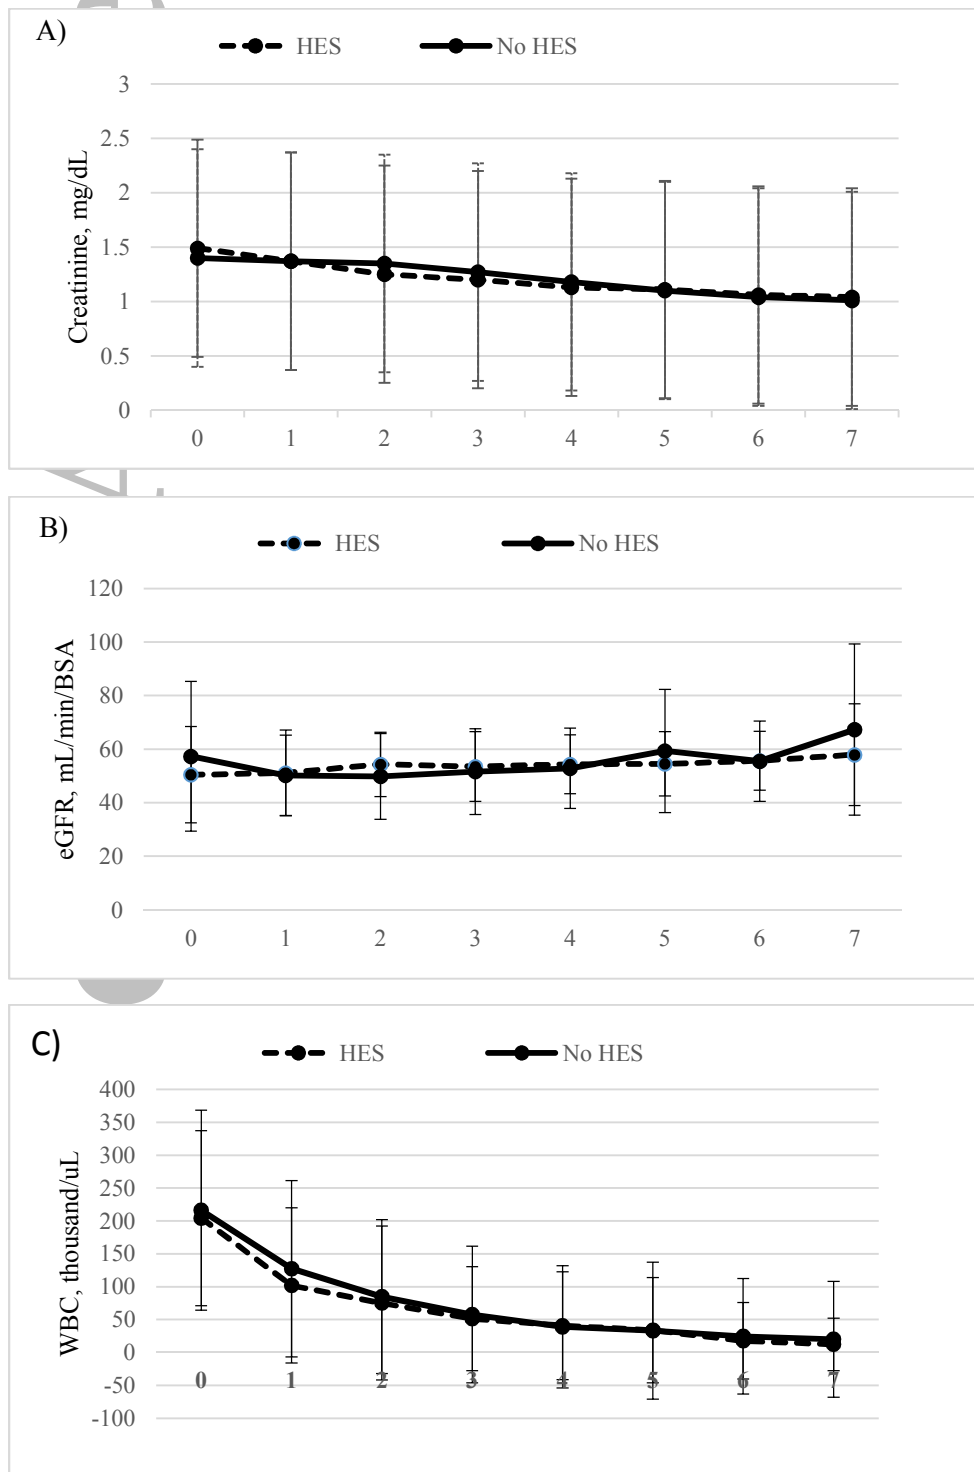 A)
HES No HES
Creatinine, mg/dL
3
2.5
2
1.5
1
0.5
0
0 1 2 3 4 5 6 7
B)
HES No HES
eGFR, mL/min/BSA
120
100
80
60
40
20
0
0 1 2 3 4 5 6 7
C)
HES No HES
WBC, thousand/uL
400
350
300
250
200
150
100
50
0
-50
-100
0 1 2 3 4 5 6 7